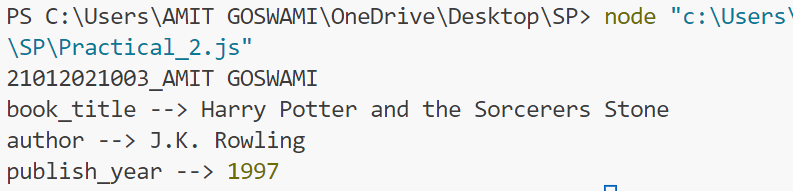 PS C:\Users\AMIT GOSWAMI\OneDrive\Desktop\SP> node "c:\Users\
\SP\Practical_2.js"
21012021003_AMIT GOSWAMI
book_title --> Harry Potter and the Sorcerers Stone
author --> J.K. Rowling
publish_year --> 1997